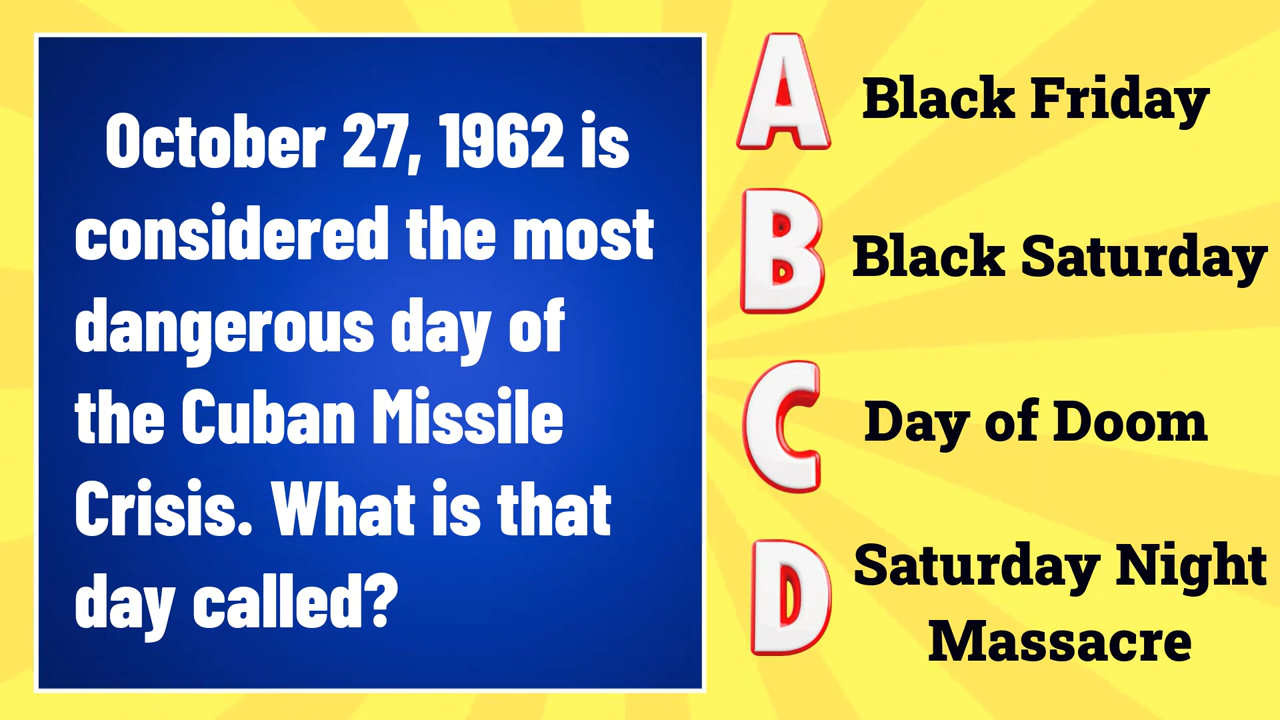 October 27, 1962 is
considered the most
dangerous day of
the Cuban Missile
Crisis. What is that
day called?
A Black Friday
B Black Saturday
C Day of Doom
D Saturday Night
Massacre